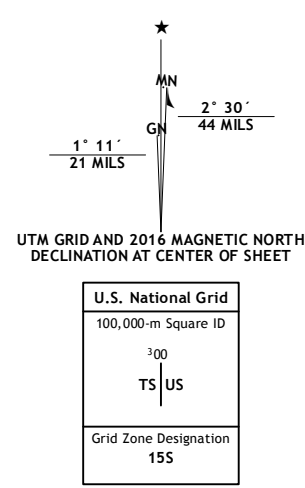 ★
MN
GN
2° 30´
44 MILS
1° 11´
21 MILS
UTM GRID AND 2016 MAGNETIC NORTH
DECLINATION AT CENTER OF SHEET
U.S. National Grid
100,000-m Square ID
³00
TS US
Grid Zone Designation
15S